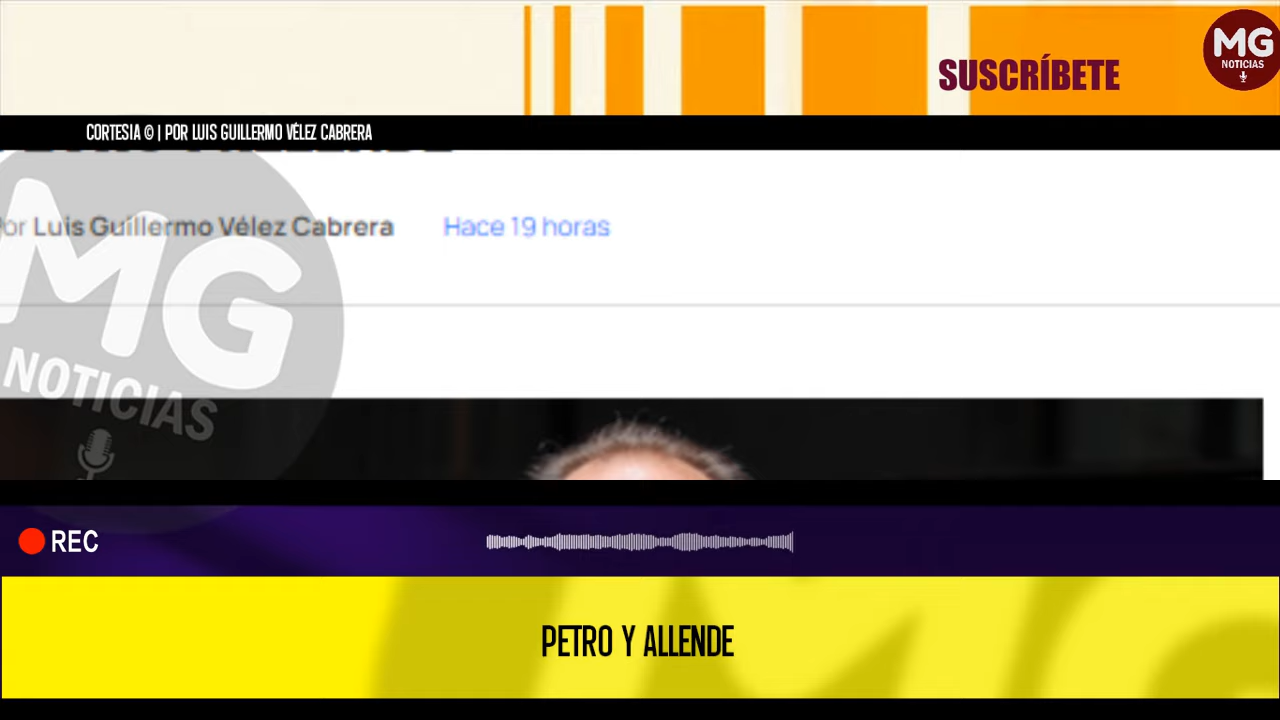 SUSCRÍBETE
MG
NOTICIAS
CORTESIA © | POR LUIS GUILLERMO VÉLEZ CABRERA
Por Luis Guillermo Vélez Cabrera Hace 19 horas
MG
NOTICIAS
REC
PETRO Y ALLENDE